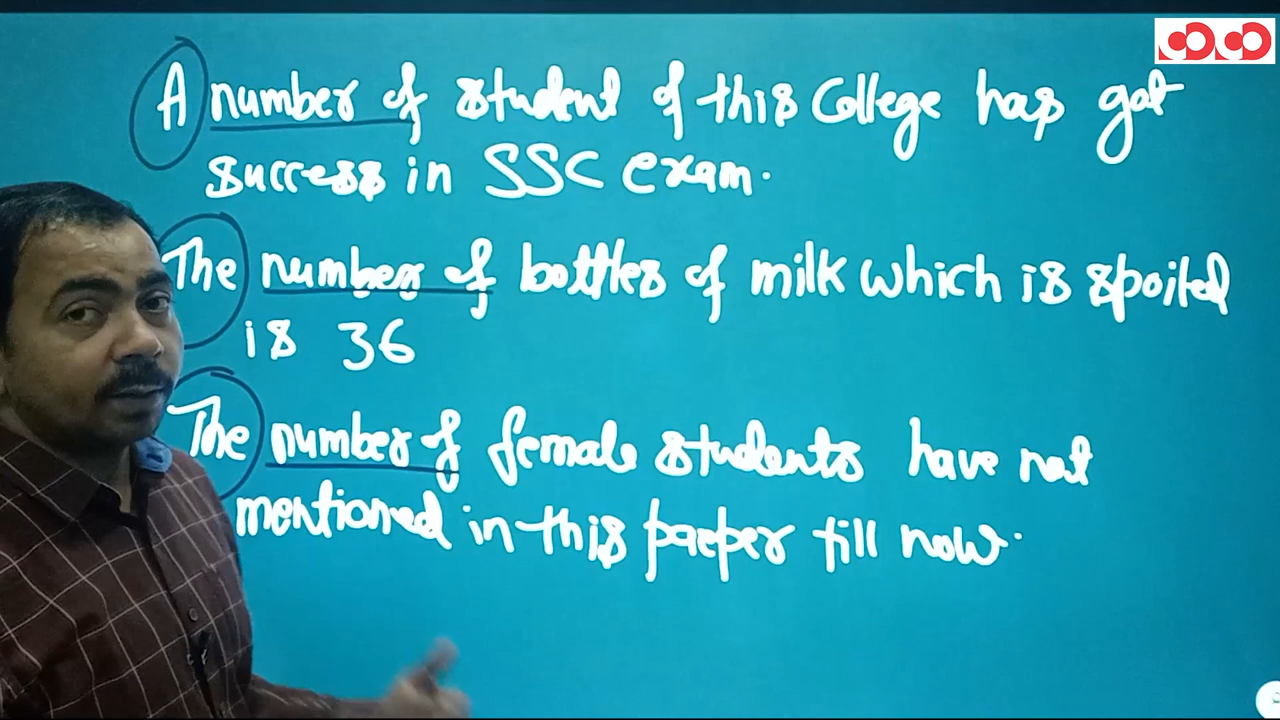 A number of student of this College has got
success in SSC exam.
The number of bottles of milk which is spoiled
is 36
The number of female students have not
mentioned in this paeper till now.